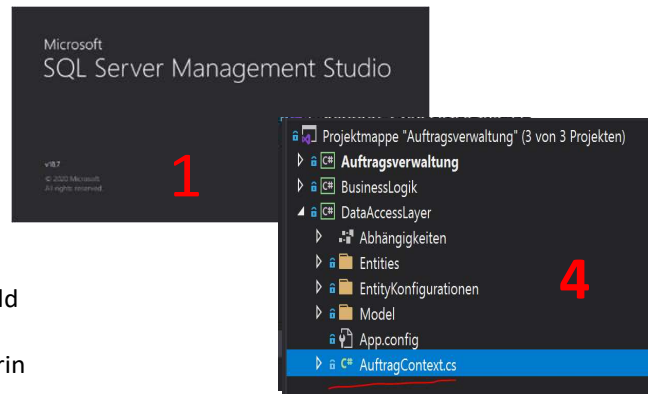 Microsoft
SQL Server Management Studio
v18.7
© 2020 Microsoft.
All rights reserved.
1
ld
rin
Projektmappe "Auftragsverwaltung" (3 von 3 Projekten)
C# Auftragsverwaltung
C# BusinessLogik
C# DataAccessLayer
Abhängigkeiten
Entities
EntityKonfigurationen
Model
App.config
C# AuftragContext.cs
4